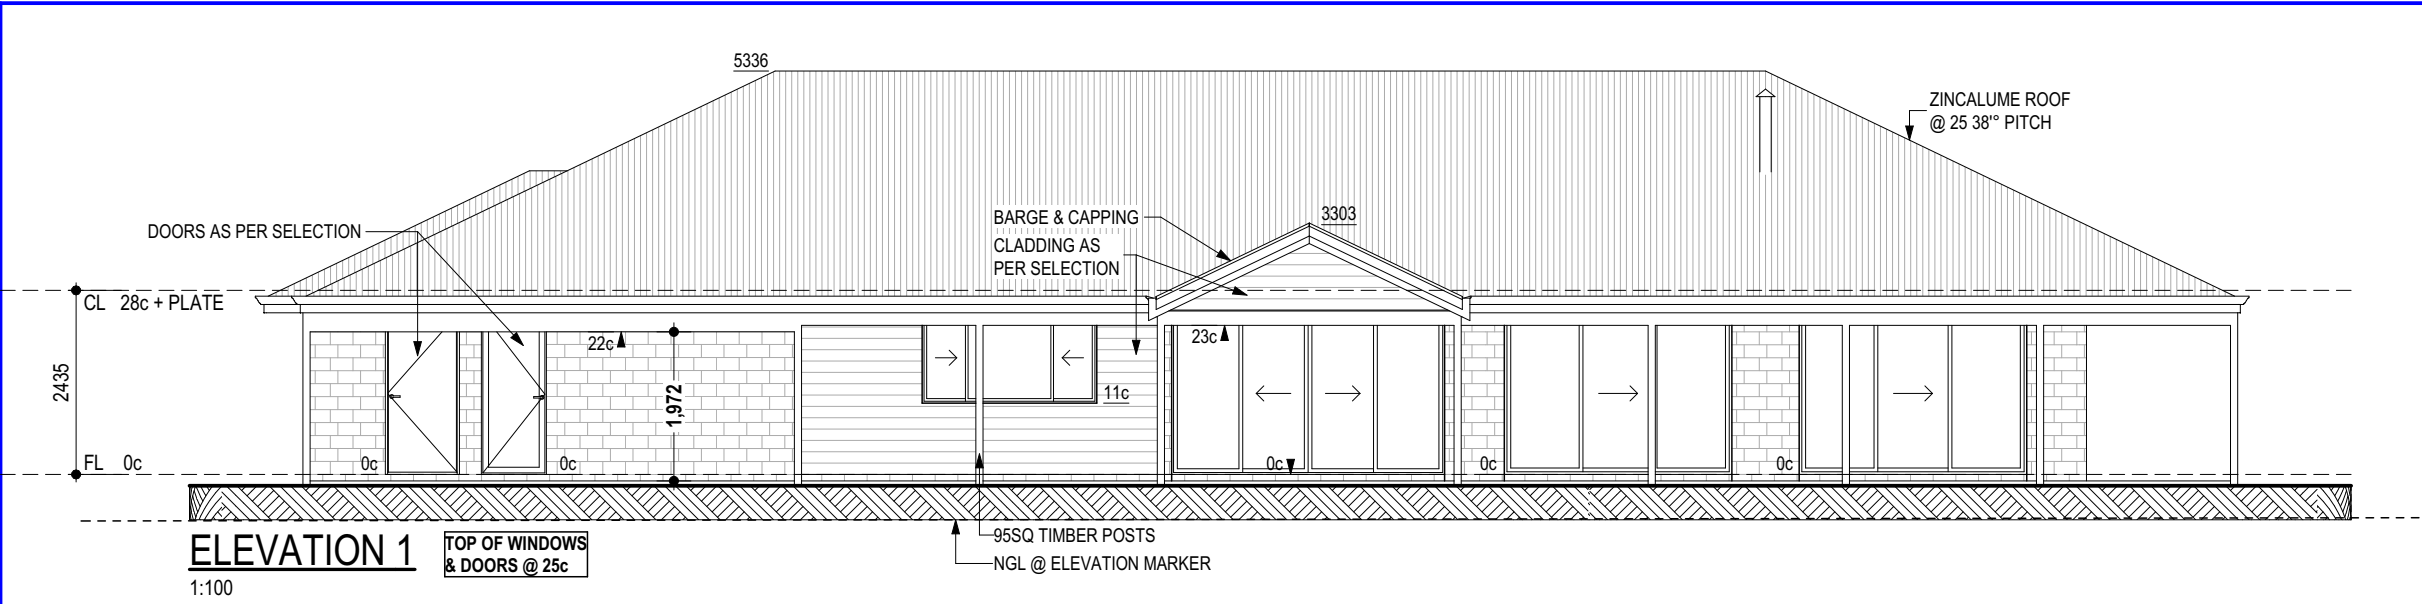 5336
ZINCALUME ROOF
@ 25 38'° PITCH
BARGE & CAPPING
3303
DOORS AS PER SELECTION
CLADDING AS
PER SELECTION
CL 28c + PLATE
22c
23c
2435
1,972
11c
FL 0c
0c
0c
0c
0c
0c
95SQ TIMBER POSTS
ELEVATION 1
TOP OF WINDOWS
& DOORS @ 25c
NGL @ ELEVATION MARKER
1:100